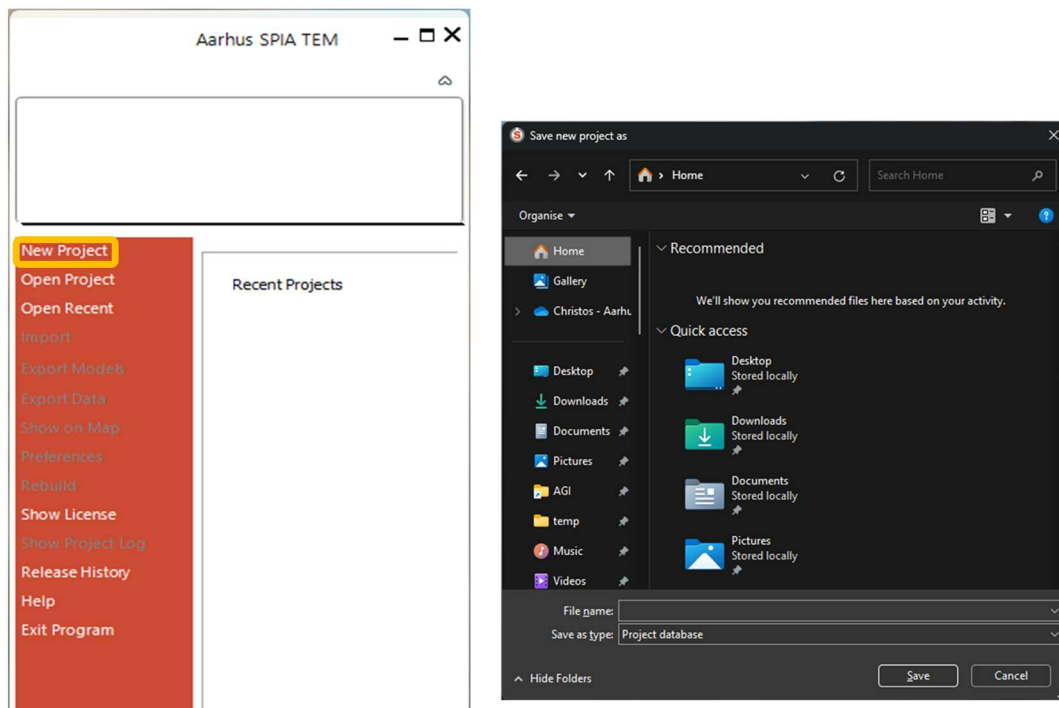 Aarhus SPIA TEM
New Project
Open Project
Open Recent
Import
Export Models
Export Data
Show on Map
Preferences
Rebuild
Show License
Show Project Log
Release History
Help
Exit Program
Recent Projects
Save new project as
Home
Search Home
Organise
Home
Gallery
Christos - Aarhu
Desktop
Downloads
Documents
Pictures
AGI
temp
Music
Videos
Recommended
We'll show you recommended files here based on your activity.
Quick access
Desktop
Stored locally
Downloads
Stored locally
Documents
Stored locally
Pictures
Stored locally
File name:
Save as type: Project database
Hide Folders
Save
Cancel